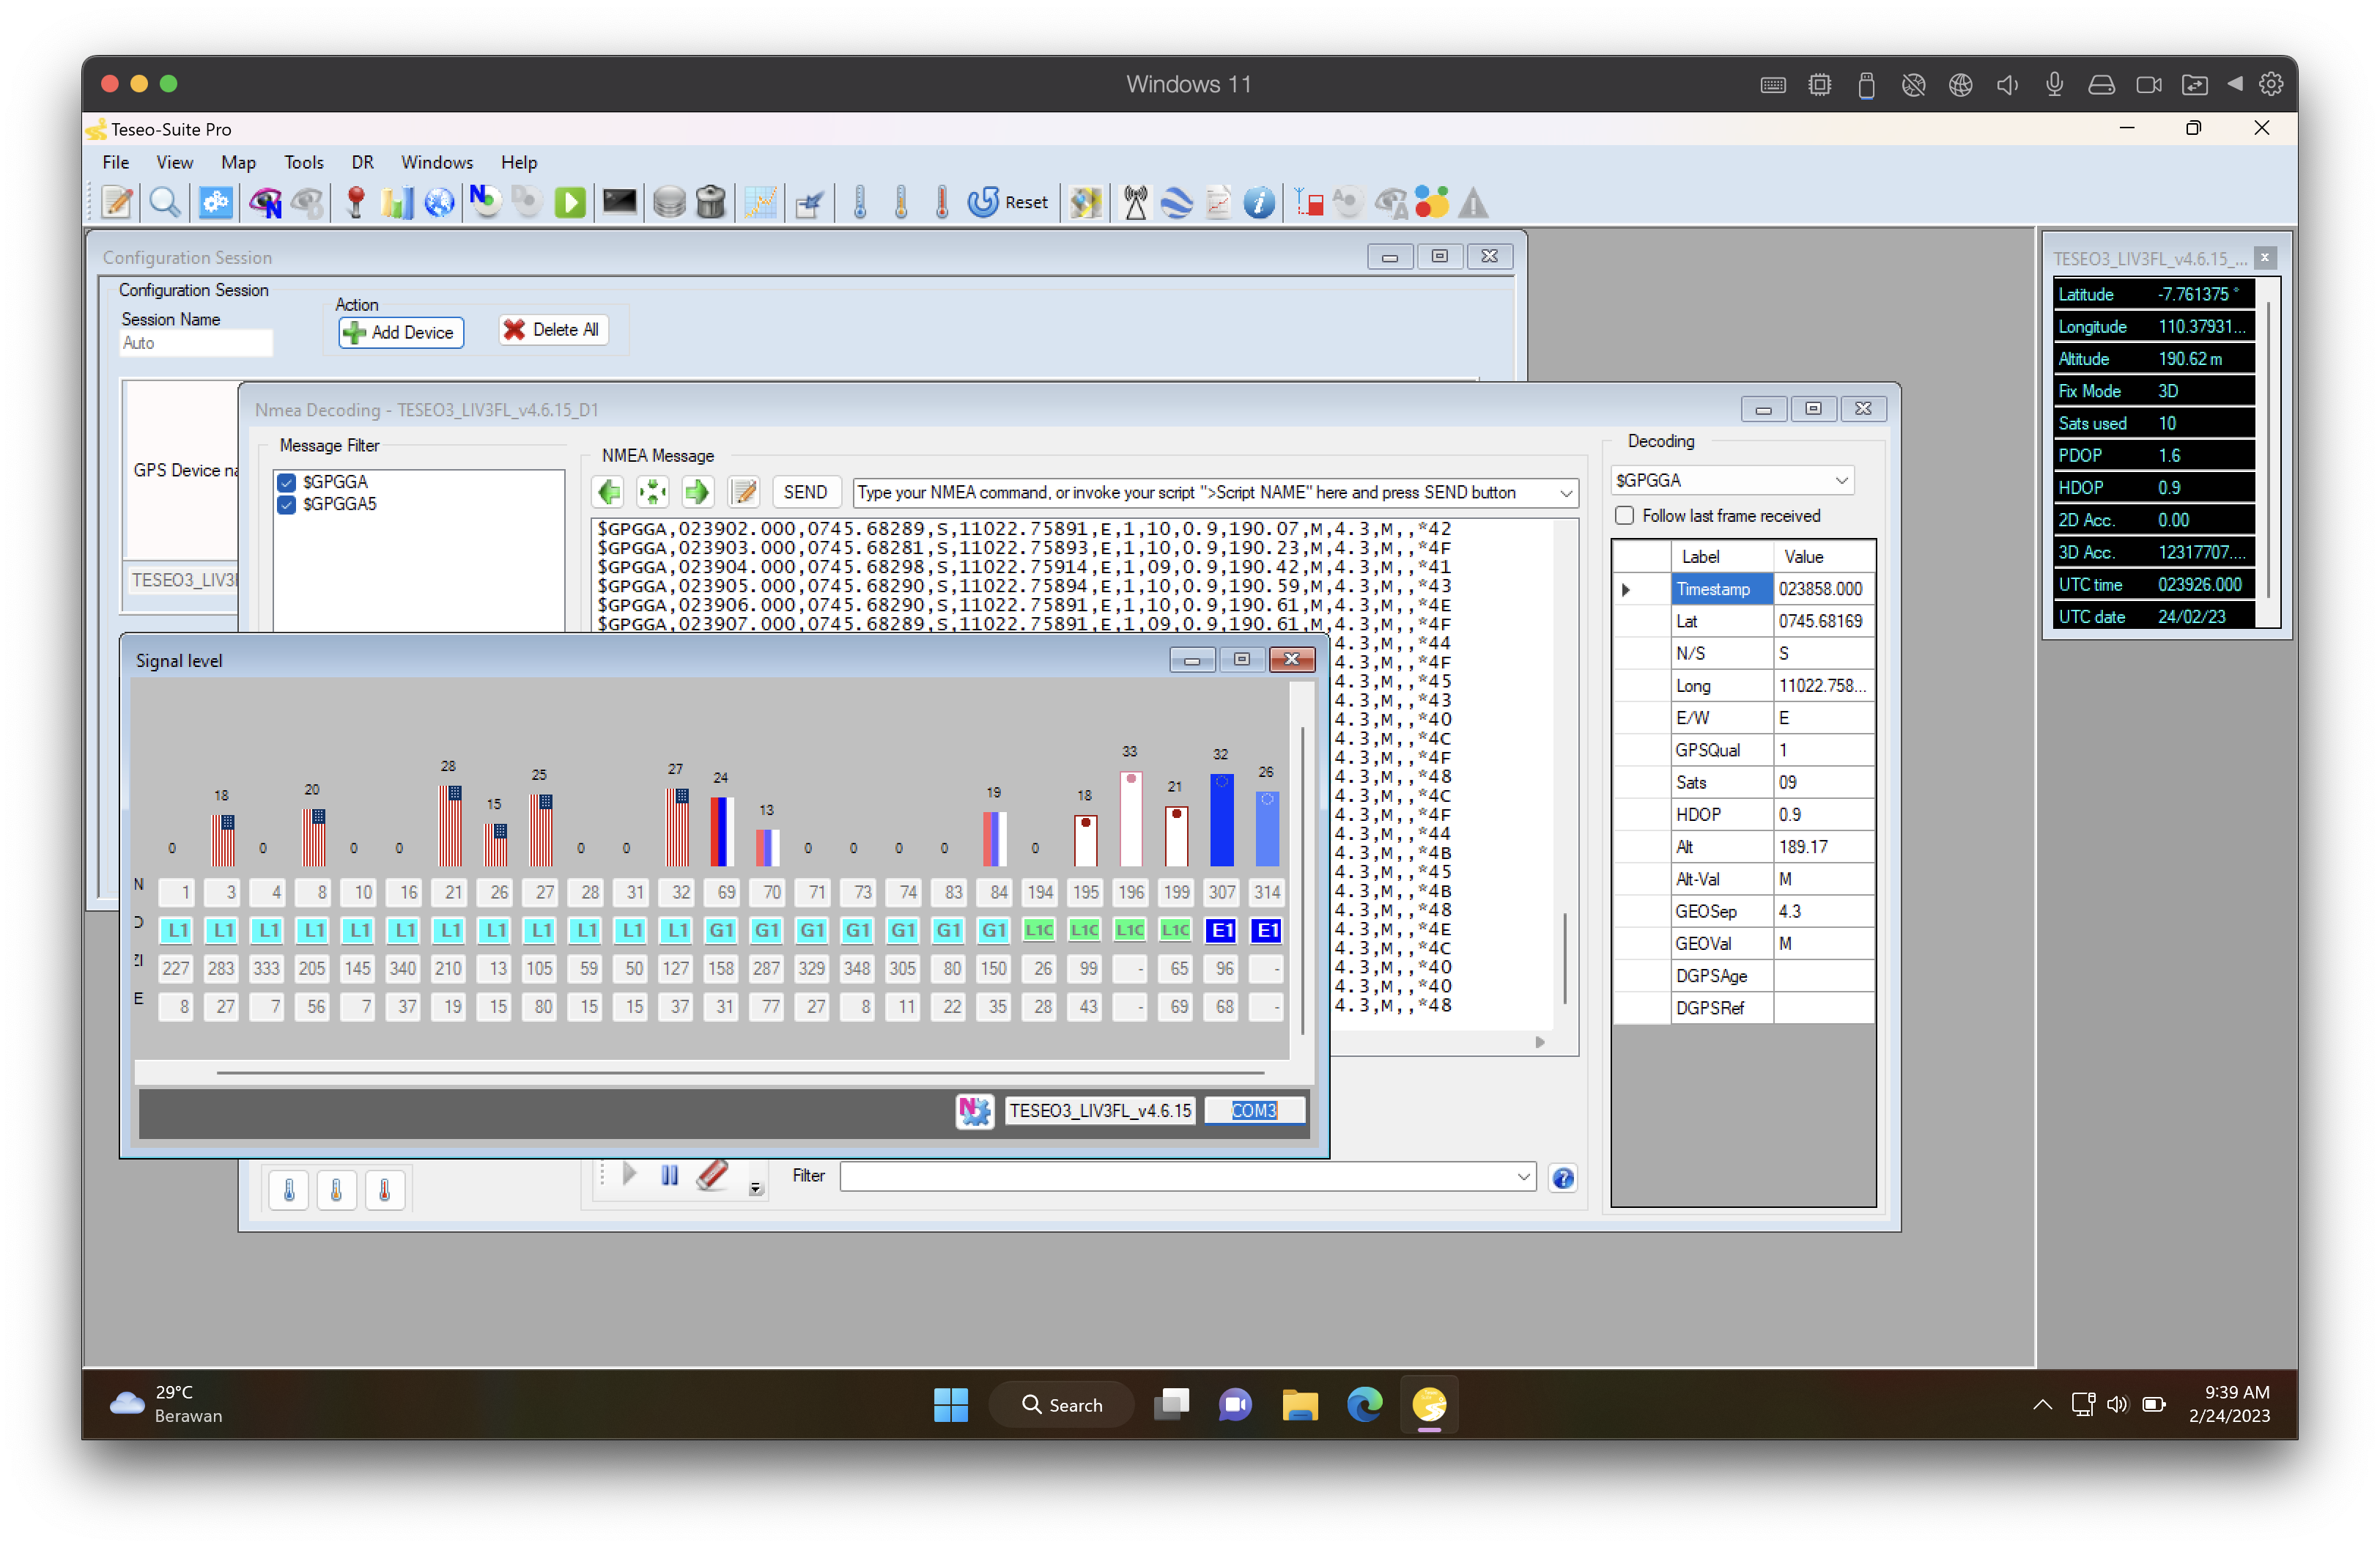 Windows 11
Teseo-Suite Pro
File View Map Tools DR Windows Help
Reset
Configuration Session
Configuration Session
Session Name
Auto
Action
Add Device
Delete All
GPS Device na
TESEO3_LIV3F
Nmea Decoding - TESEO3_LIV3FL_v4.6.15_D1
Message Filter
$GPGGA
$GPGGA5
NMEA Message
SEND
Type your NMEA command, or invoke your script ">Script NAME" here and press SEND button
$GPGGA,023902.000,0745.68289,S,11022.75891,E,1,10,0.9,190.07,M,4.3,M,,*42
$GPGGA,023903.000,0745.68281,S,11022.75893,E,1,10,0.9,190.23,M,4.3,M,,*4F
$GPGGA,023904.000,0745.68298,S,11022.75914,E,1,09,0.9,190.42,M,4.3,M,,*41
$GPGGA,023905.000,0745.68290,S,11022.75894,E,1,10,0.9,190.59,M,4.3,M,,*43
$GPGGA,023906.000,0745.68290,S,11022.75891,E,1,10,0.9,190.61,M,4.3,M,,*4E
$GPGGA,023907.000,0745.68289,S,11022.75891,E,1,09,0.9,190.61,M,4.3,M,,*4F
4.3,M,,*44
4.3,M,,*4F
4.3,M,,*45
4.3,M,,*43
4.3,M,,*40
4.3,M,,*4C
4.3,M,,*4F
4.3,M,,*48
4.3,M,,*4C
4.3,M,,*4F
4.3,M,,*44
4.3,M,,*4B
4.3,M,,*45
4.3,M,,*4B
4.3,M,,*48
4.3,M,,*4E
4.3,M,,*4C
4.3,M,,*40
4.3,M,,*40
4.3,M,,*48
Filter
Decoding
$GPGGA
Follow last frame received
Label Value
Timestamp 023858.000
Lat 0745.68169
N/S S
Long 11022.758...
E/W E
GPSQual 1
Sats 09
HDOP 0.9
Alt 189.17
Alt-Val M
GEOSep 4.3
GEOVal M
DGPSAge
DGPSRef
Signal level
0 18 0 20 0 0 28 15 25 0 0 27 24 13 0 0 0 0 19 0 18 33 21 32 26
N 1 3 4 8 10 16 21 26 27 28 31 32 69 70 71 73 74 83 84 194 195 196 199 307 314
D L1 L1 L1 L1 L1 L1 L1 L1 L1 L1 L1 L1 G1 G1 G1 G1 G1 G1 G1 L1C L1C L1C L1C E1 E1
ZI 227 283 333 205 145 340 210 13 105 59 50 127 158 287 329 348 305 80 150 26 99 - 65 96 -
E 8 27 7 56 7 37 19 15 80 15 15 37 31 77 27 8 11 22 35 28 43 - 69 68 -
TESEO3_LIV3FL_v4.6.15
COM3
TESEO3_LIV3FL_v4.6.15_...
Latitude -7.761375 °
Longitude 110.37931...
Altitude 190.62 m
Fix Mode 3D
Sats used 10
PDOP 1.6
HDOP 0.9
2D Acc. 0.00
3D Acc. 12317707....
UTC time 023926.000
UTC date 24/02/23
29°C
Berawan
Search
9:39 AM
2/24/2023